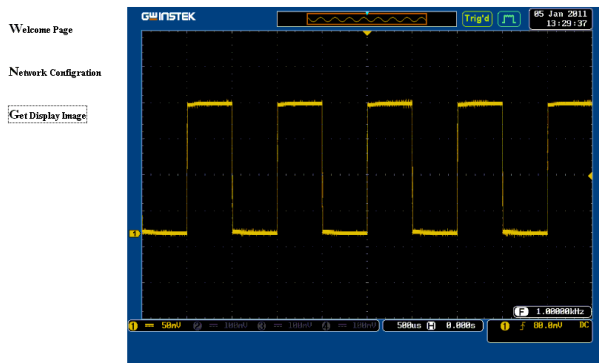 Welcome Page
Network Configration
Get Display Image
GWINSTEK
Trig'd
05 Jan 2011
13:29:37
1
F 1.00000kHz
1 50mV 2 100mV 3 100mV 4 100mV
500us H 0.000s
1 80.0mV DC